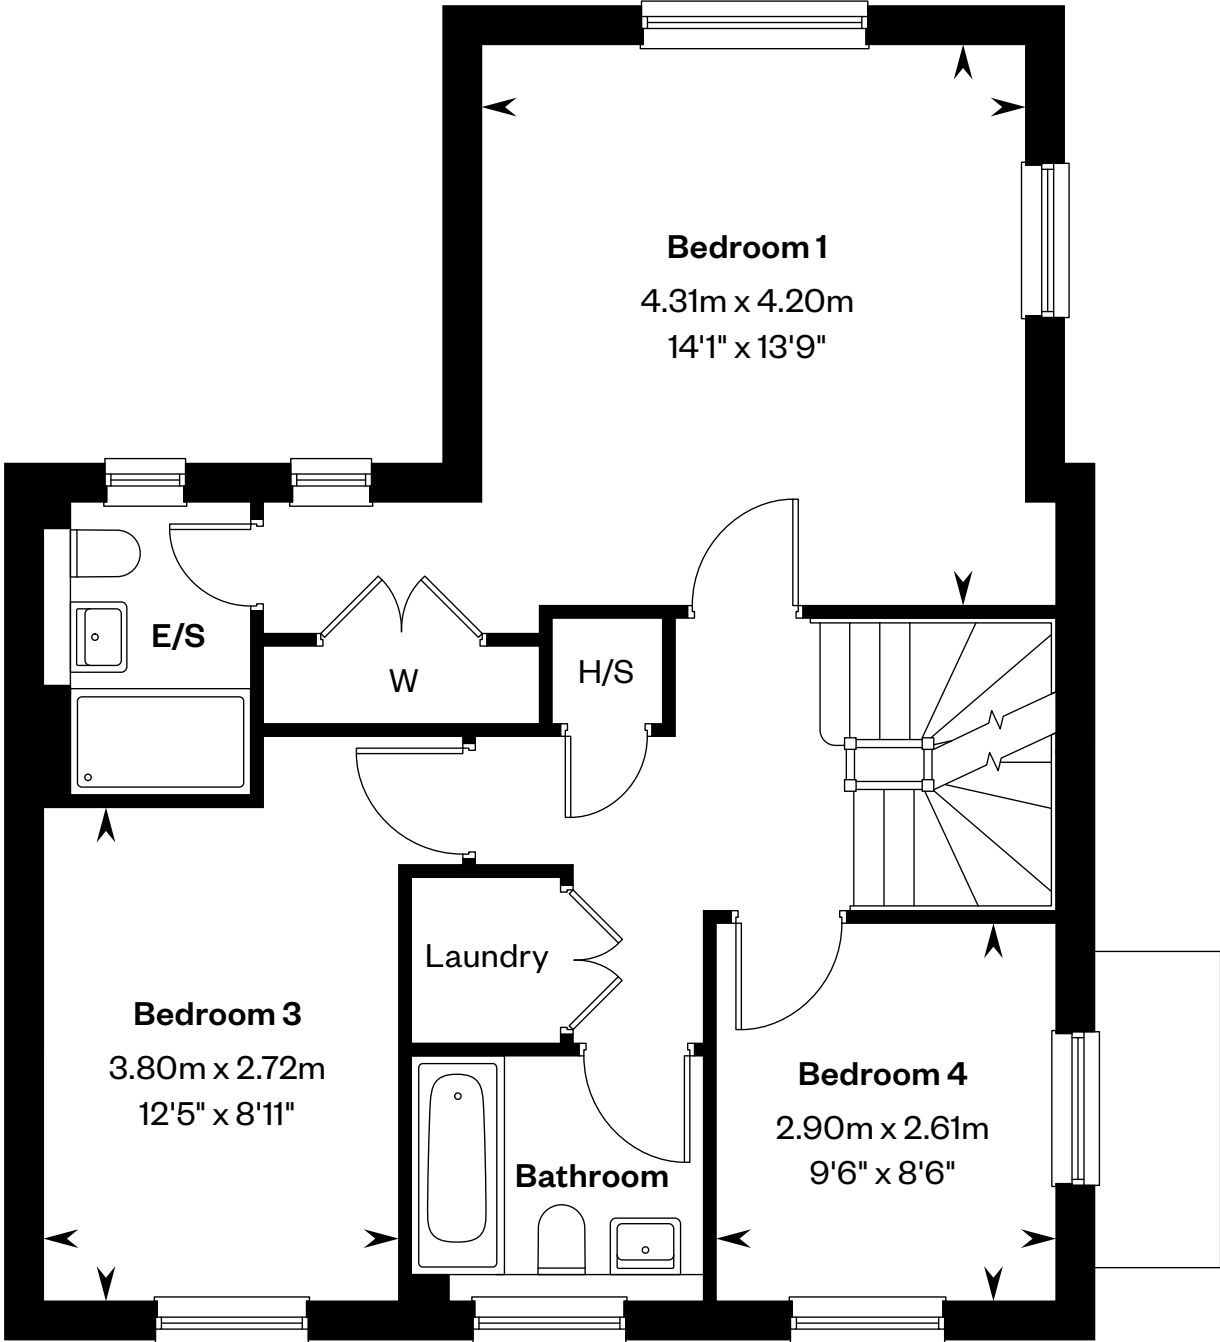 Bedroom 1
4.31m x 4.20m
14'1" x 13'9"
E/S
W
H/S
Laundry
Bedroom 3
3.80m x 2.72m
12'5" x 8'11"
Bedroom 4
2.90m x 2.61m
9'6" x 8'6"
Bathroom